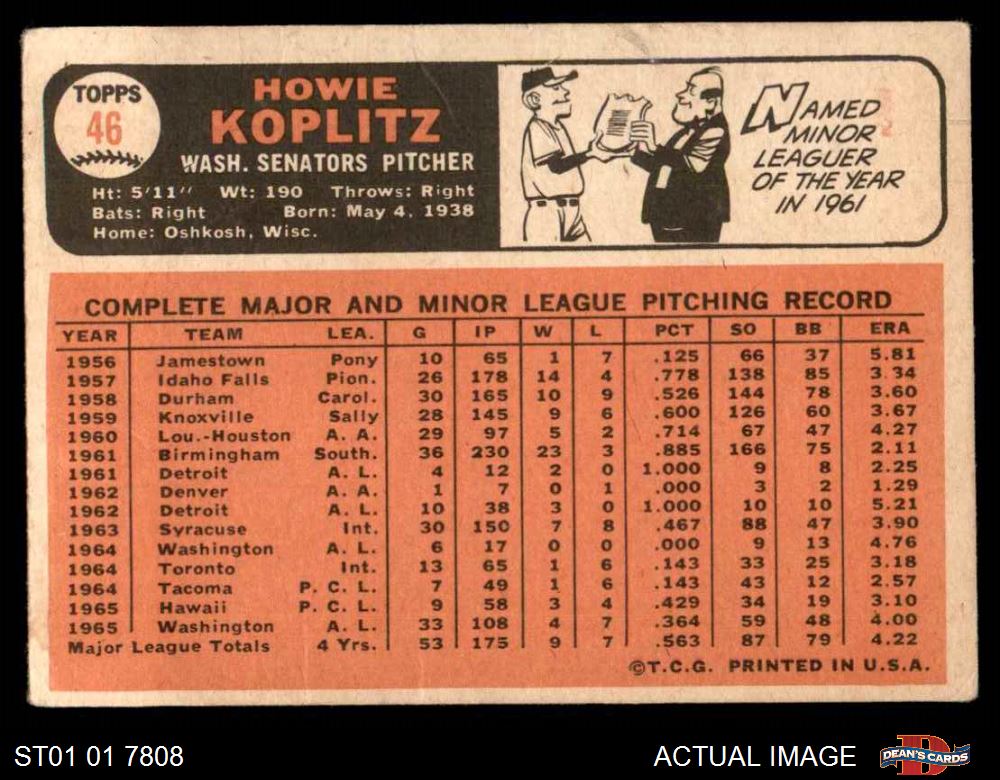 TOPPS
46
HOWIE
KOPLITZ
WASH. SENATORS PITCHER
Ht: 5'11" Wt: 190 Throws: Right
Bats: Right Born: May 4, 1938
Home: Oshkosh, Wisc.
NAMED
MINOR
LEAGUER
OF THE YEAR
IN 1961
COMPLETE MAJOR AND MINOR LEAGUE PITCHING RECORD
YEAR TEAM LEA. G IP W L PCT SO BB ERA
1956 Jamestown Pony 10 65 1 7 .125 66 37 5.81
1957 Idaho Falls Pion. 26 178 14 4 .778 138 85 3.34
1958 Durham Carol. 30 165 10 9 .526 144 78 3.60
1959 Knoxville Sally 28 145 9 6 .600 126 60 3.67
1960 Lou.-Houston A. A. 29 97 5 2 .714 67 47 4.27
1961 Birmingham South. 36 230 23 3 .885 166 75 2.11
1961 Detroit A. L. 4 12 2 0 1.000 9 8 2.25
1962 Denver A. A. 1 7 0 1 .000 3 2 1.29
1962 Detroit A. L. 10 38 3 0 1.000 10 10 5.21
1963 Syracuse Int. 30 150 7 8 .467 88 47 3.90
1964 Washington A. L. 6 17 0 0 .000 9 13 4.76
1964 Toronto Int. 13 65 1 6 .143 33 25 3.18
1964 Tacoma P. C. L. 7 49 1 6 .143 43 12 2.57
1965 Hawaii P. C. L. 9 58 3 4 .429 34 19 3.10
1965 Washington A. L. 33 108 4 7 .364 59 48 4.00
Major League Totals 4 Yrs. 53 175 9 7 .563 87 79 4.22
©T.C.G. PRINTED IN U.S.A.
ST01 01 7808
ACTUAL IMAGE
DEAN'S CARDS